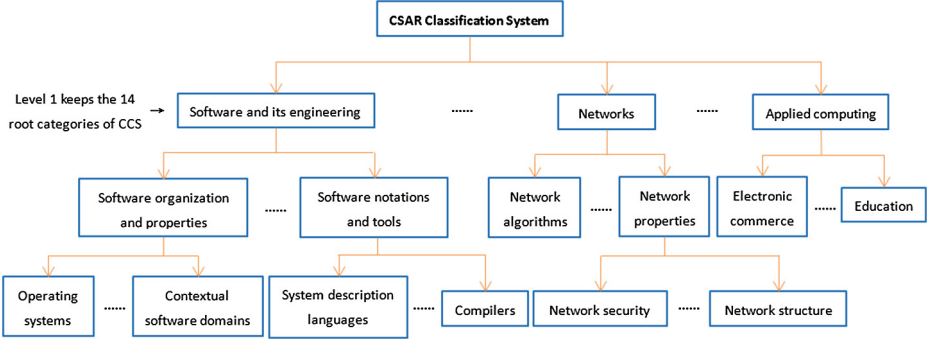 CSAR Classification System
Level 1 keeps the 14
root categories of CCS
Software and its engineering
......
Networks
......
Applied computing
Software organization
and properties
......
Software notations
and tools
Network
algorithms
......
Network
properties
Electronic
commerce
......
Education
Operating
systems
......
Contextual
software domains
System description
languages
......
Compilers
Network security
......
Network structure